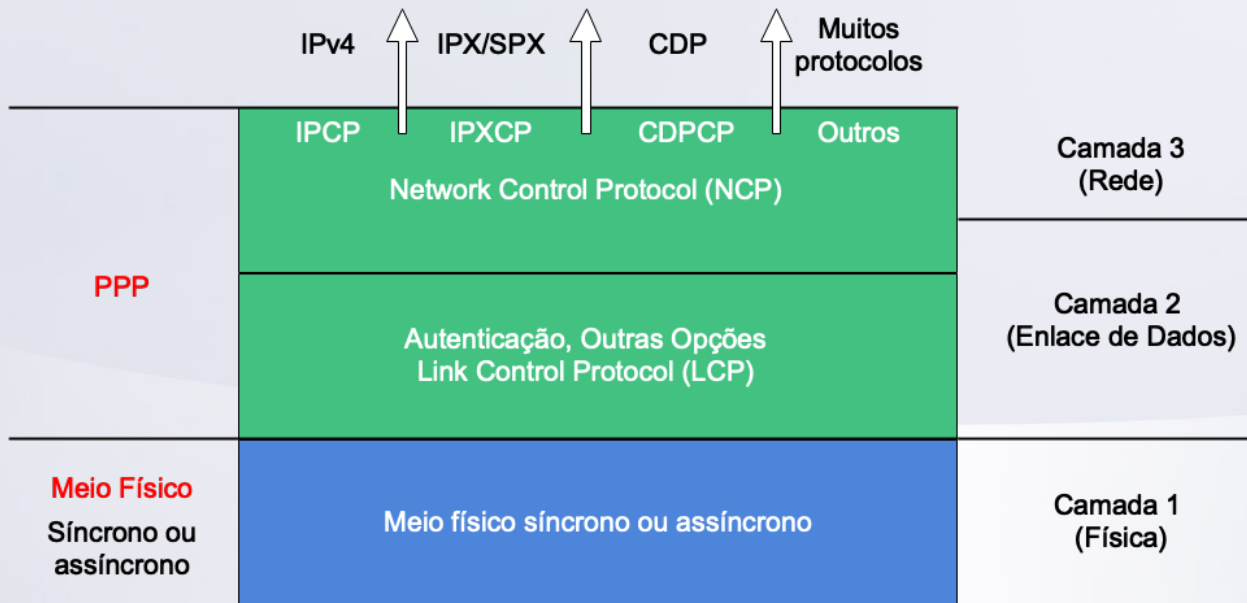 IPv4
IPX/SPX
CDP
Muitos
protocolos
IPCP
IPXCP
CDPCP
Outros
Network Control Protocol (NCP)
Camada 3
(Rede)
PPP
Autenticação, Outras Opções
Link Control Protocol (LCP)
Camada 2
(Enlace de Dados)
Meio Físico
Síncrono ou
assíncrono
Meio físico síncrono ou assíncrono
Camada 1
(Física)